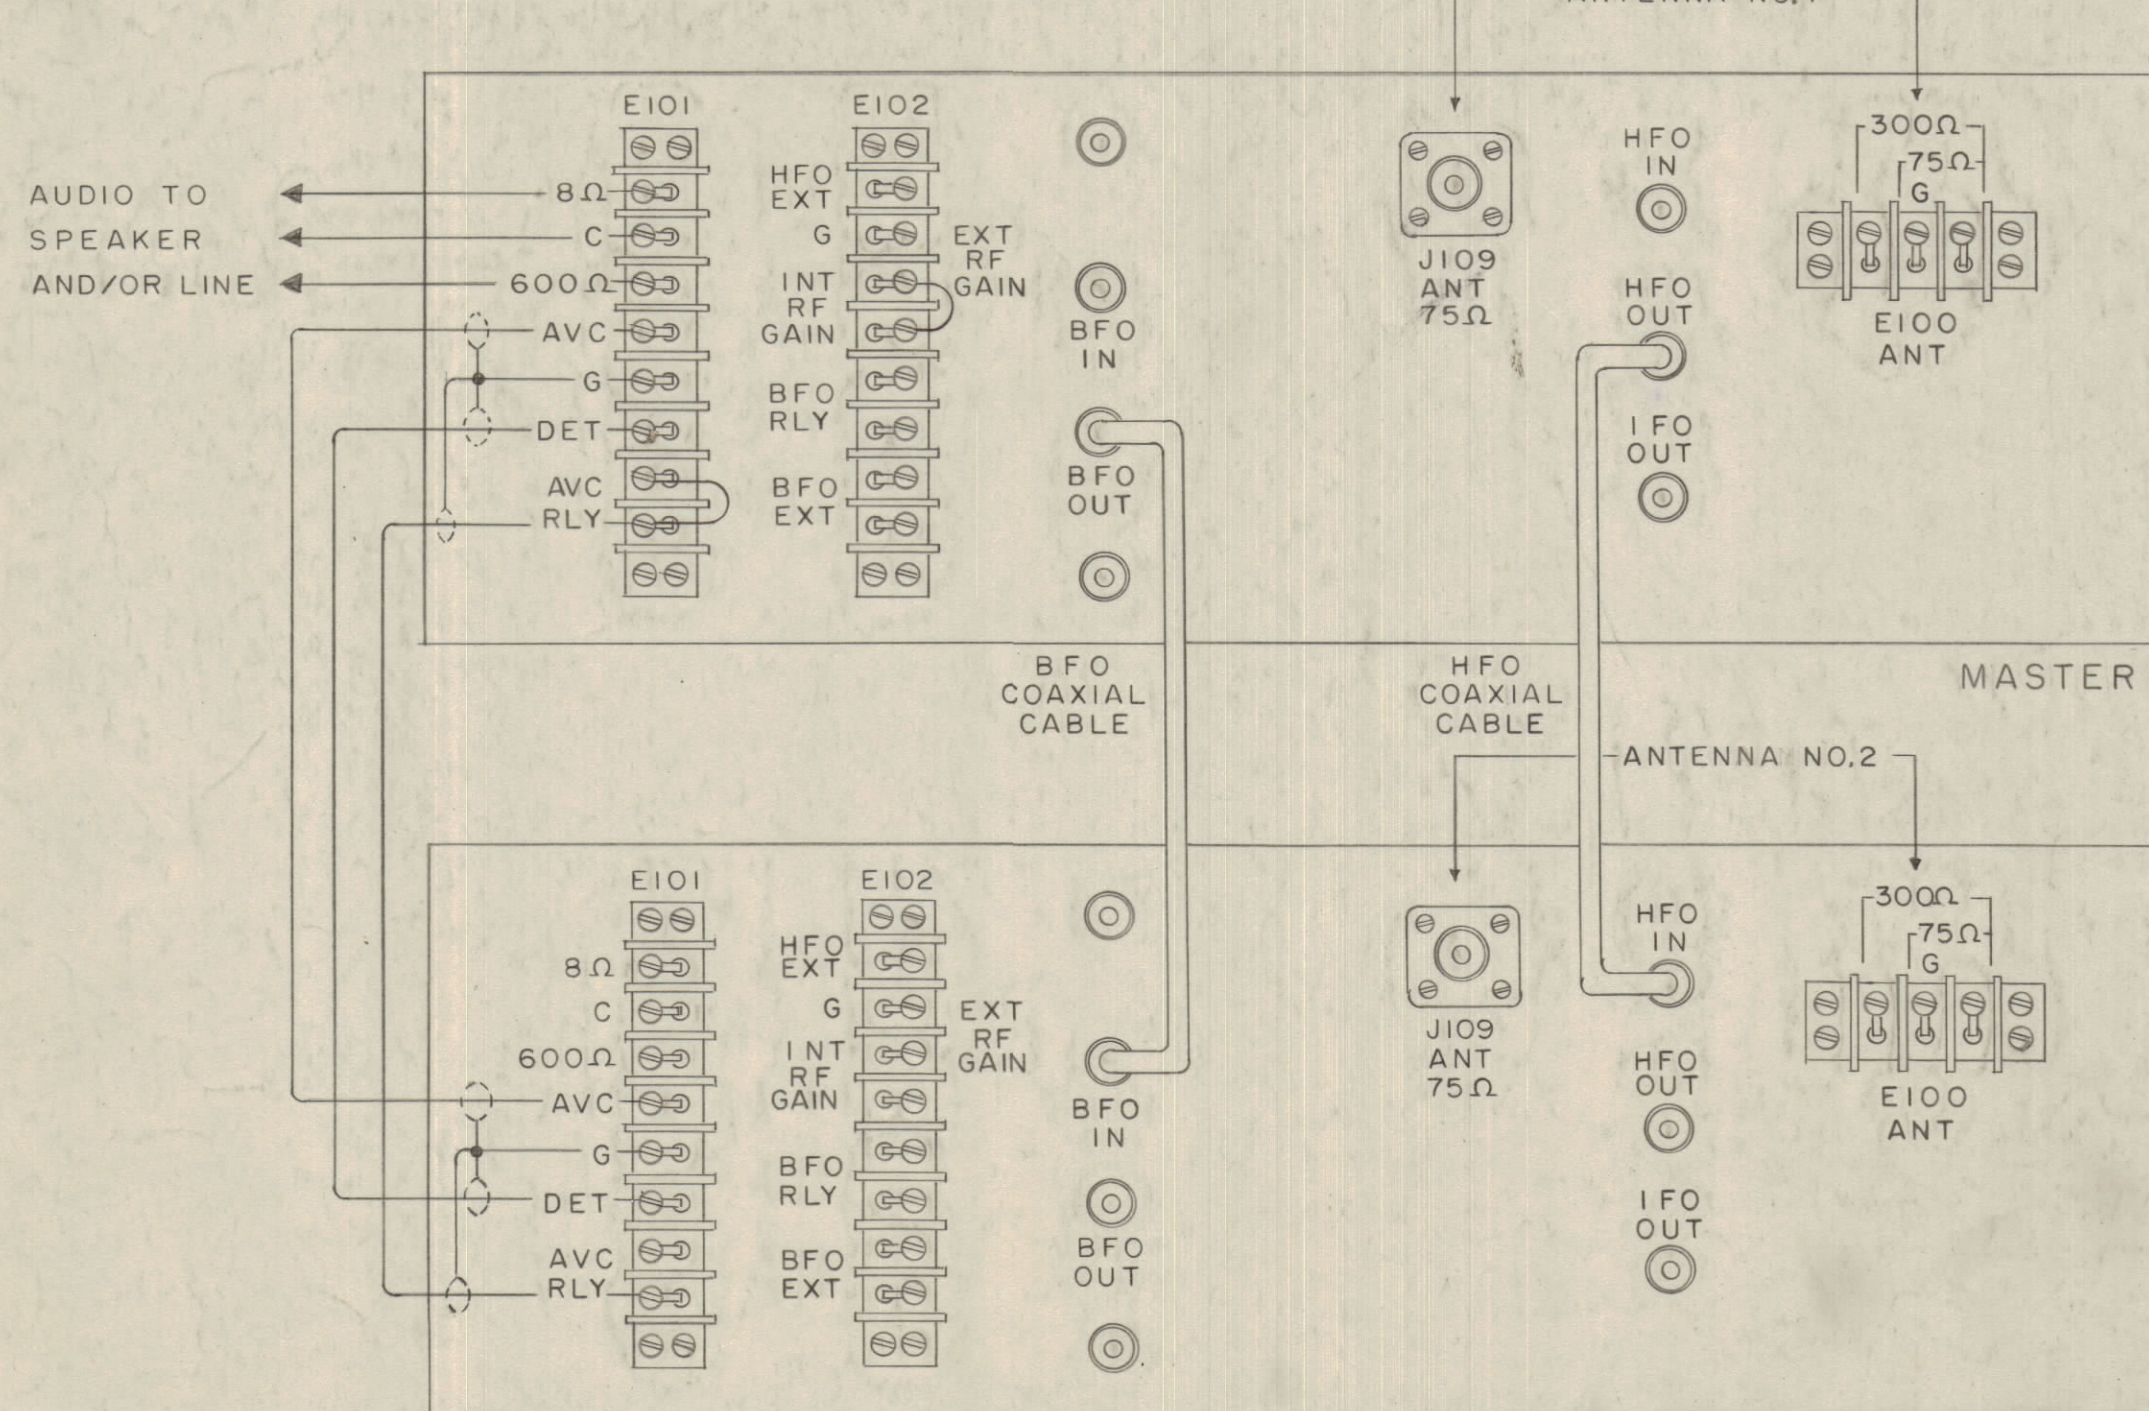 ANTENNA NO.1
E101
E102
AUDIO TO
SPEAKER
AND/OR LINE
8Ω
C
600Ω
AVC
G
DET
AVC
RLY
HFO
EXT
G
INT
RF
GAIN
EXT
RF
GAIN
BFO
RLY
BFO
EXT
BFO
IN
BFO
OUT
J109
ANT
75Ω
HFO
IN
HFO
OUT
IFO
OUT
300Ω
75Ω
G
E100
ANT
BFO
COAXIAL
CABLE
HFO
COAXIAL
CABLE
MASTER
ANTENNA NO.2
E101
E102
8Ω
C
600Ω
AVC
G
DET
AVC
RLY
HFO
EXT
G
INT
RF
GAIN
EXT
RF
GAIN
BFO
RLY
BFO
EXT
BFO
IN
BFO
OUT
J109
ANT
75Ω
HFO
IN
HFO
OUT
IFO
OUT
300Ω
75Ω
G
E100
ANT